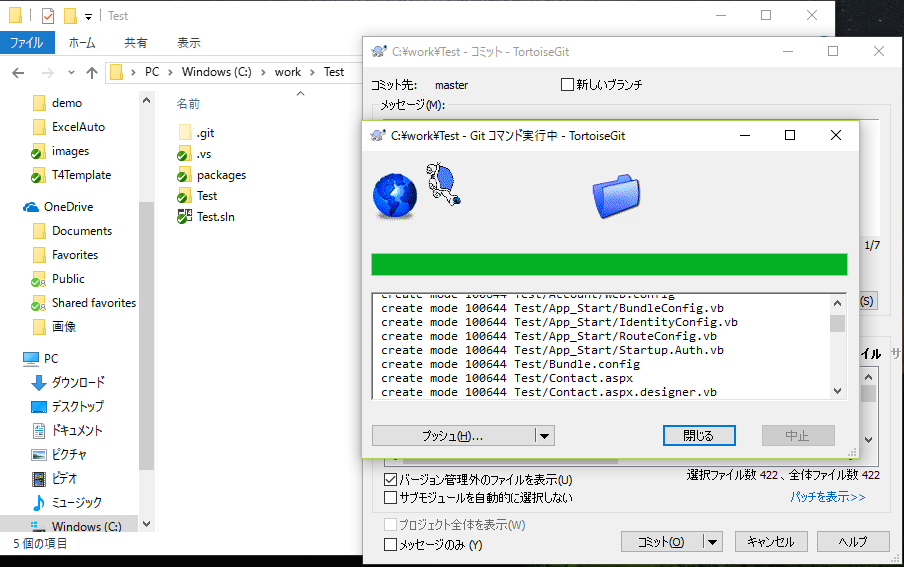 Test
ファイル
ホーム
共有
表示
PC
Windows (C:)
work
Test
demo
ExcelAuto
images
T4Template
OneDrive
Documents
Favorites
Public
Shared favorites
画像
PC
ダウンロード
デスクトップ
ドキュメント
ピクチャ
ビデオ
ミュージック
Windows (C:)
5 個の項目
名前
.git
.vs
packages
Test
Test.sln
C:¥work¥Test - コミット - TortoiseGit
コミット先: master
新しいブランチ
メッセージ(M):
1/7
(S)
イル
サ
C:¥work¥Test - Git コマンド実行中 - TortoiseGit
create mode 100644 Test/Account/Web.config
create mode 100644 Test/App_Start/BundleConfig.vb
create mode 100644 Test/App_Start/IdentityConfig.vb
create mode 100644 Test/App_Start/RouteConfig.vb
create mode 100644 Test/App_Start/Startup.Auth.vb
create mode 100644 Test/Bundle.config
create mode 100644 Test/Contact.aspx
create mode 100644 Test/Contact.aspx.designer.vb
プッシュ(H)...
閉じる
中止
バージョン管理外のファイルを表示(U)
選択ファイル数 422 、全体ファイル数 422
サブモジュールを自動的に選択しない
パッチを表示>>
プロジェクト全体を表示(W)
メッセージのみ (Y)
コミット(O)
キャンセル
ヘルプ